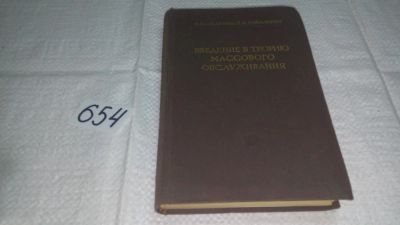 654
ВВЕДЕНИЕ В ТЕОРИЮ
МАССОВОГО
ОБСЛУЖИВАНИЯ